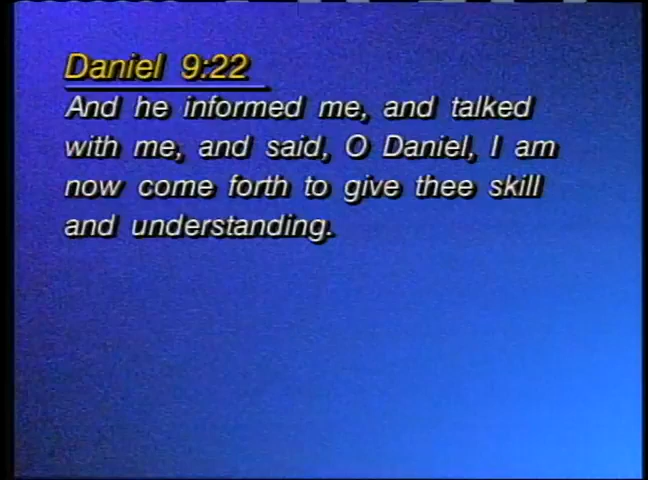 Daniel 9:22
And he informed me, and talked
with me, and said, O Daniel, I am
now come forth to give thee skill
and understanding.